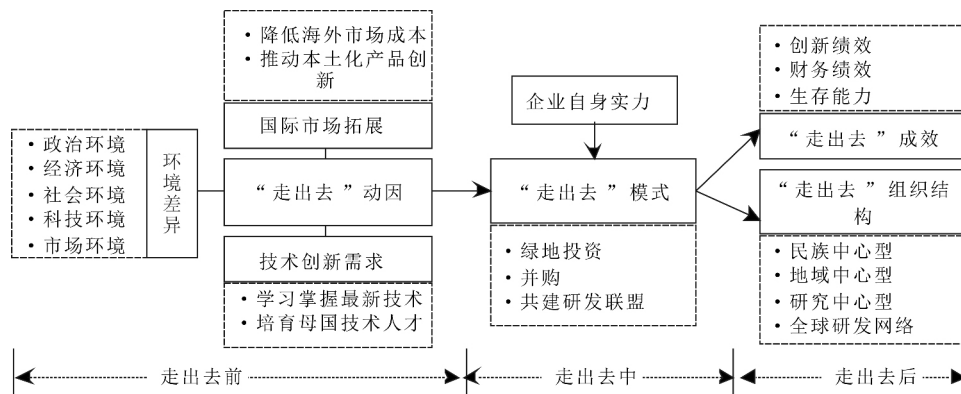 • 政治环境
• 经济环境
• 社会环境
• 科技环境
• 市场环境
环境差异
• 降低海外市场成本
• 推动本土化产品创
新
国际市场拓展
“走出去”动因
技术创新需求
• 学习掌握最新技术
• 培育母国技术人才
企业自身实力
“走出去”模式
• 绿地投资
• 并购
• 共建研发联盟
• 创新绩效
• 财务绩效
• 生存能力
“走出去”成效
“走出去”组织结
构
• 民族中心型
• 地域中心型
• 研究中心型
• 全球研发网络
走出去前
走出去中
走出去后